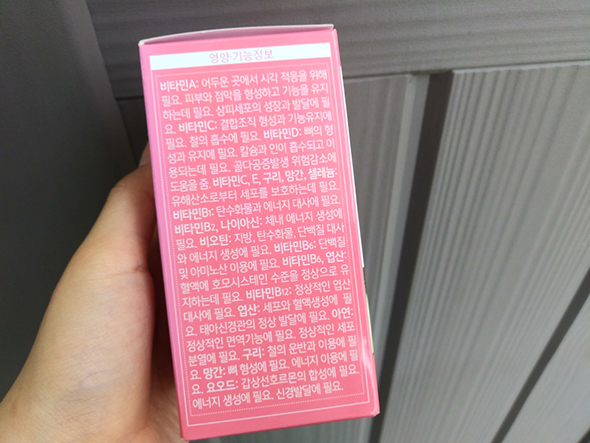 영양·기능정보
비타민A: 어두운 곳에서 시각 적응을 위해
필요. 피부와 점막을 형성하고 기능을 유지
하는데 필요. 상피세포의 성장과 발달에 필
요. 비타민C: 결합조직 형성과 기능유지에
필요. 철의 흡수에 필요. 비타민D: 뼈의 형
성과 유지에 필요. 칼슘과 인이 흡수되고 이
용되는데 필요. 골다공증발생 위험감소에
도움을 줌. 비타민C, E, 구리, 망간, 셀레늄:
유해산소로부터 세포를 보호하는데 필요.
비타민B1: 탄수화물과 에너지 대사에 필요.
비타민B2, 나이아신: 체내 에너지 생성에
필요. 비오틴: 지방, 탄수화물, 단백질 대사
와 에너지 생성에 필요. 비타민B6: 단백질
및 아미노산 이용에 필요. 비타민B6, 엽산:
혈액에 호모시스테인 수준을 정상으로 유
지하는데 필요. 비타민B12: 정상적인 엽산
대사에 필요. 엽산: 세포와 혈액생성에 필
요. 태아신경관의 정상 발달에 필요. 아연:
정상적인 면역기능에 필요. 정상적인 세포
분열에 필요. 구리: 철의 운반과 이용에 필
요. 망간: 뼈 형성에 필요. 에너지 이용에 필
요. 요오드: 갑상선호르몬의 합성에 필요.
에너지 생성에 필요. 신경발달에 필요.